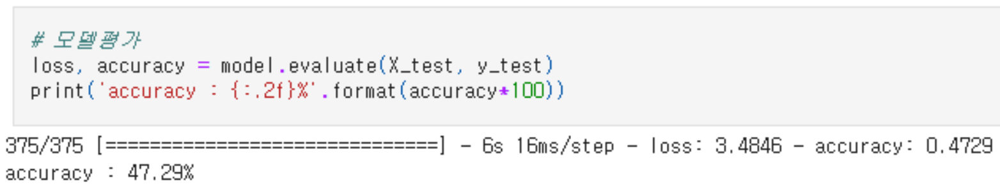 # 모델평가
loss, accuracy = model.evaluate(X_test, y_test)
print('accuracy : {:.2f}%'.format(accuracy*100))
375/375 [==============================] - 6s 16ms/step - loss: 3.4846 - accuracy: 0.4729
accuracy : 47.29%